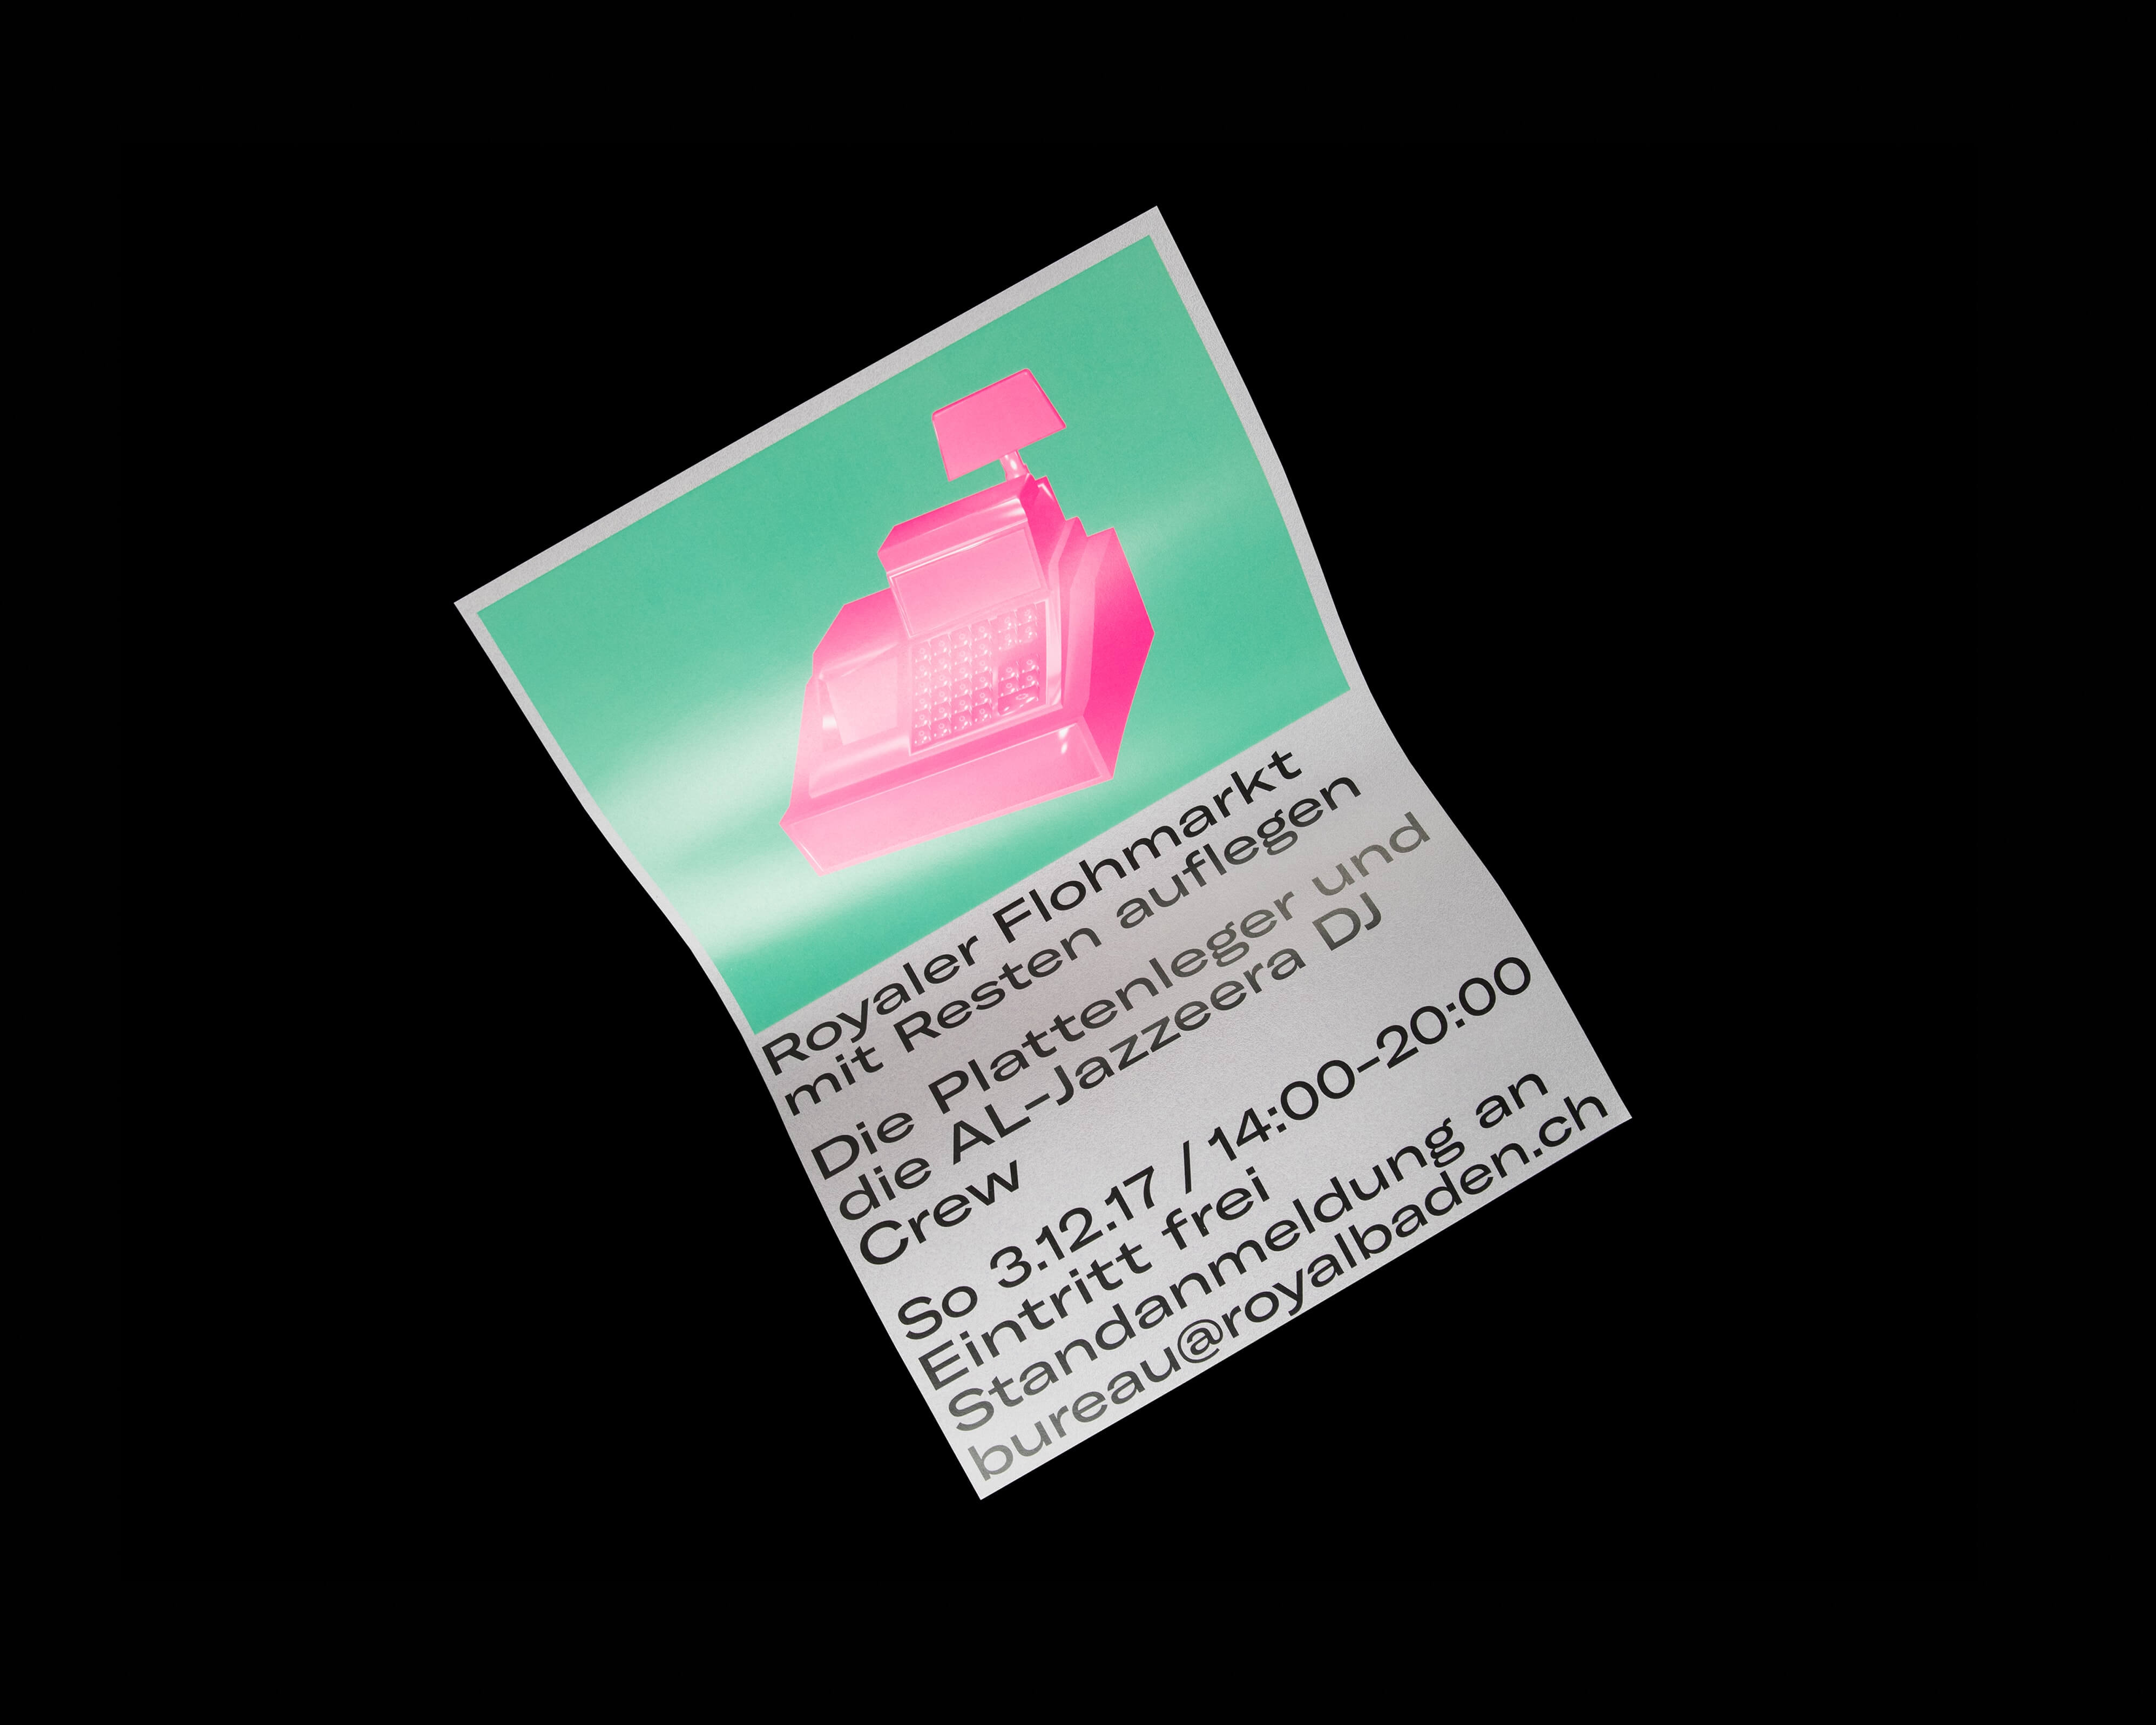 Royaler Flohmarkt
mit Resten auflegen
Die Plattenleger und
die AL–Jazzeera DJ
Crew
So 3.12.17 / 14:00–20:00
Eintritt frei
Standanmeldung an
bureau@royalbaden.ch